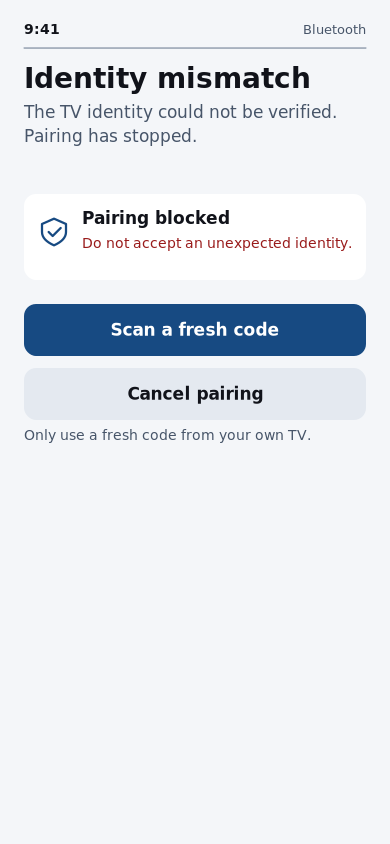 9:41
Bluetooth
Identity mismatch
The TV identity could not be verified.
Pairing has stopped.
Pairing blocked
Do not accept an unexpected identity.
Scan a fresh code
Cancel pairing
Only use a fresh code from your own TV.